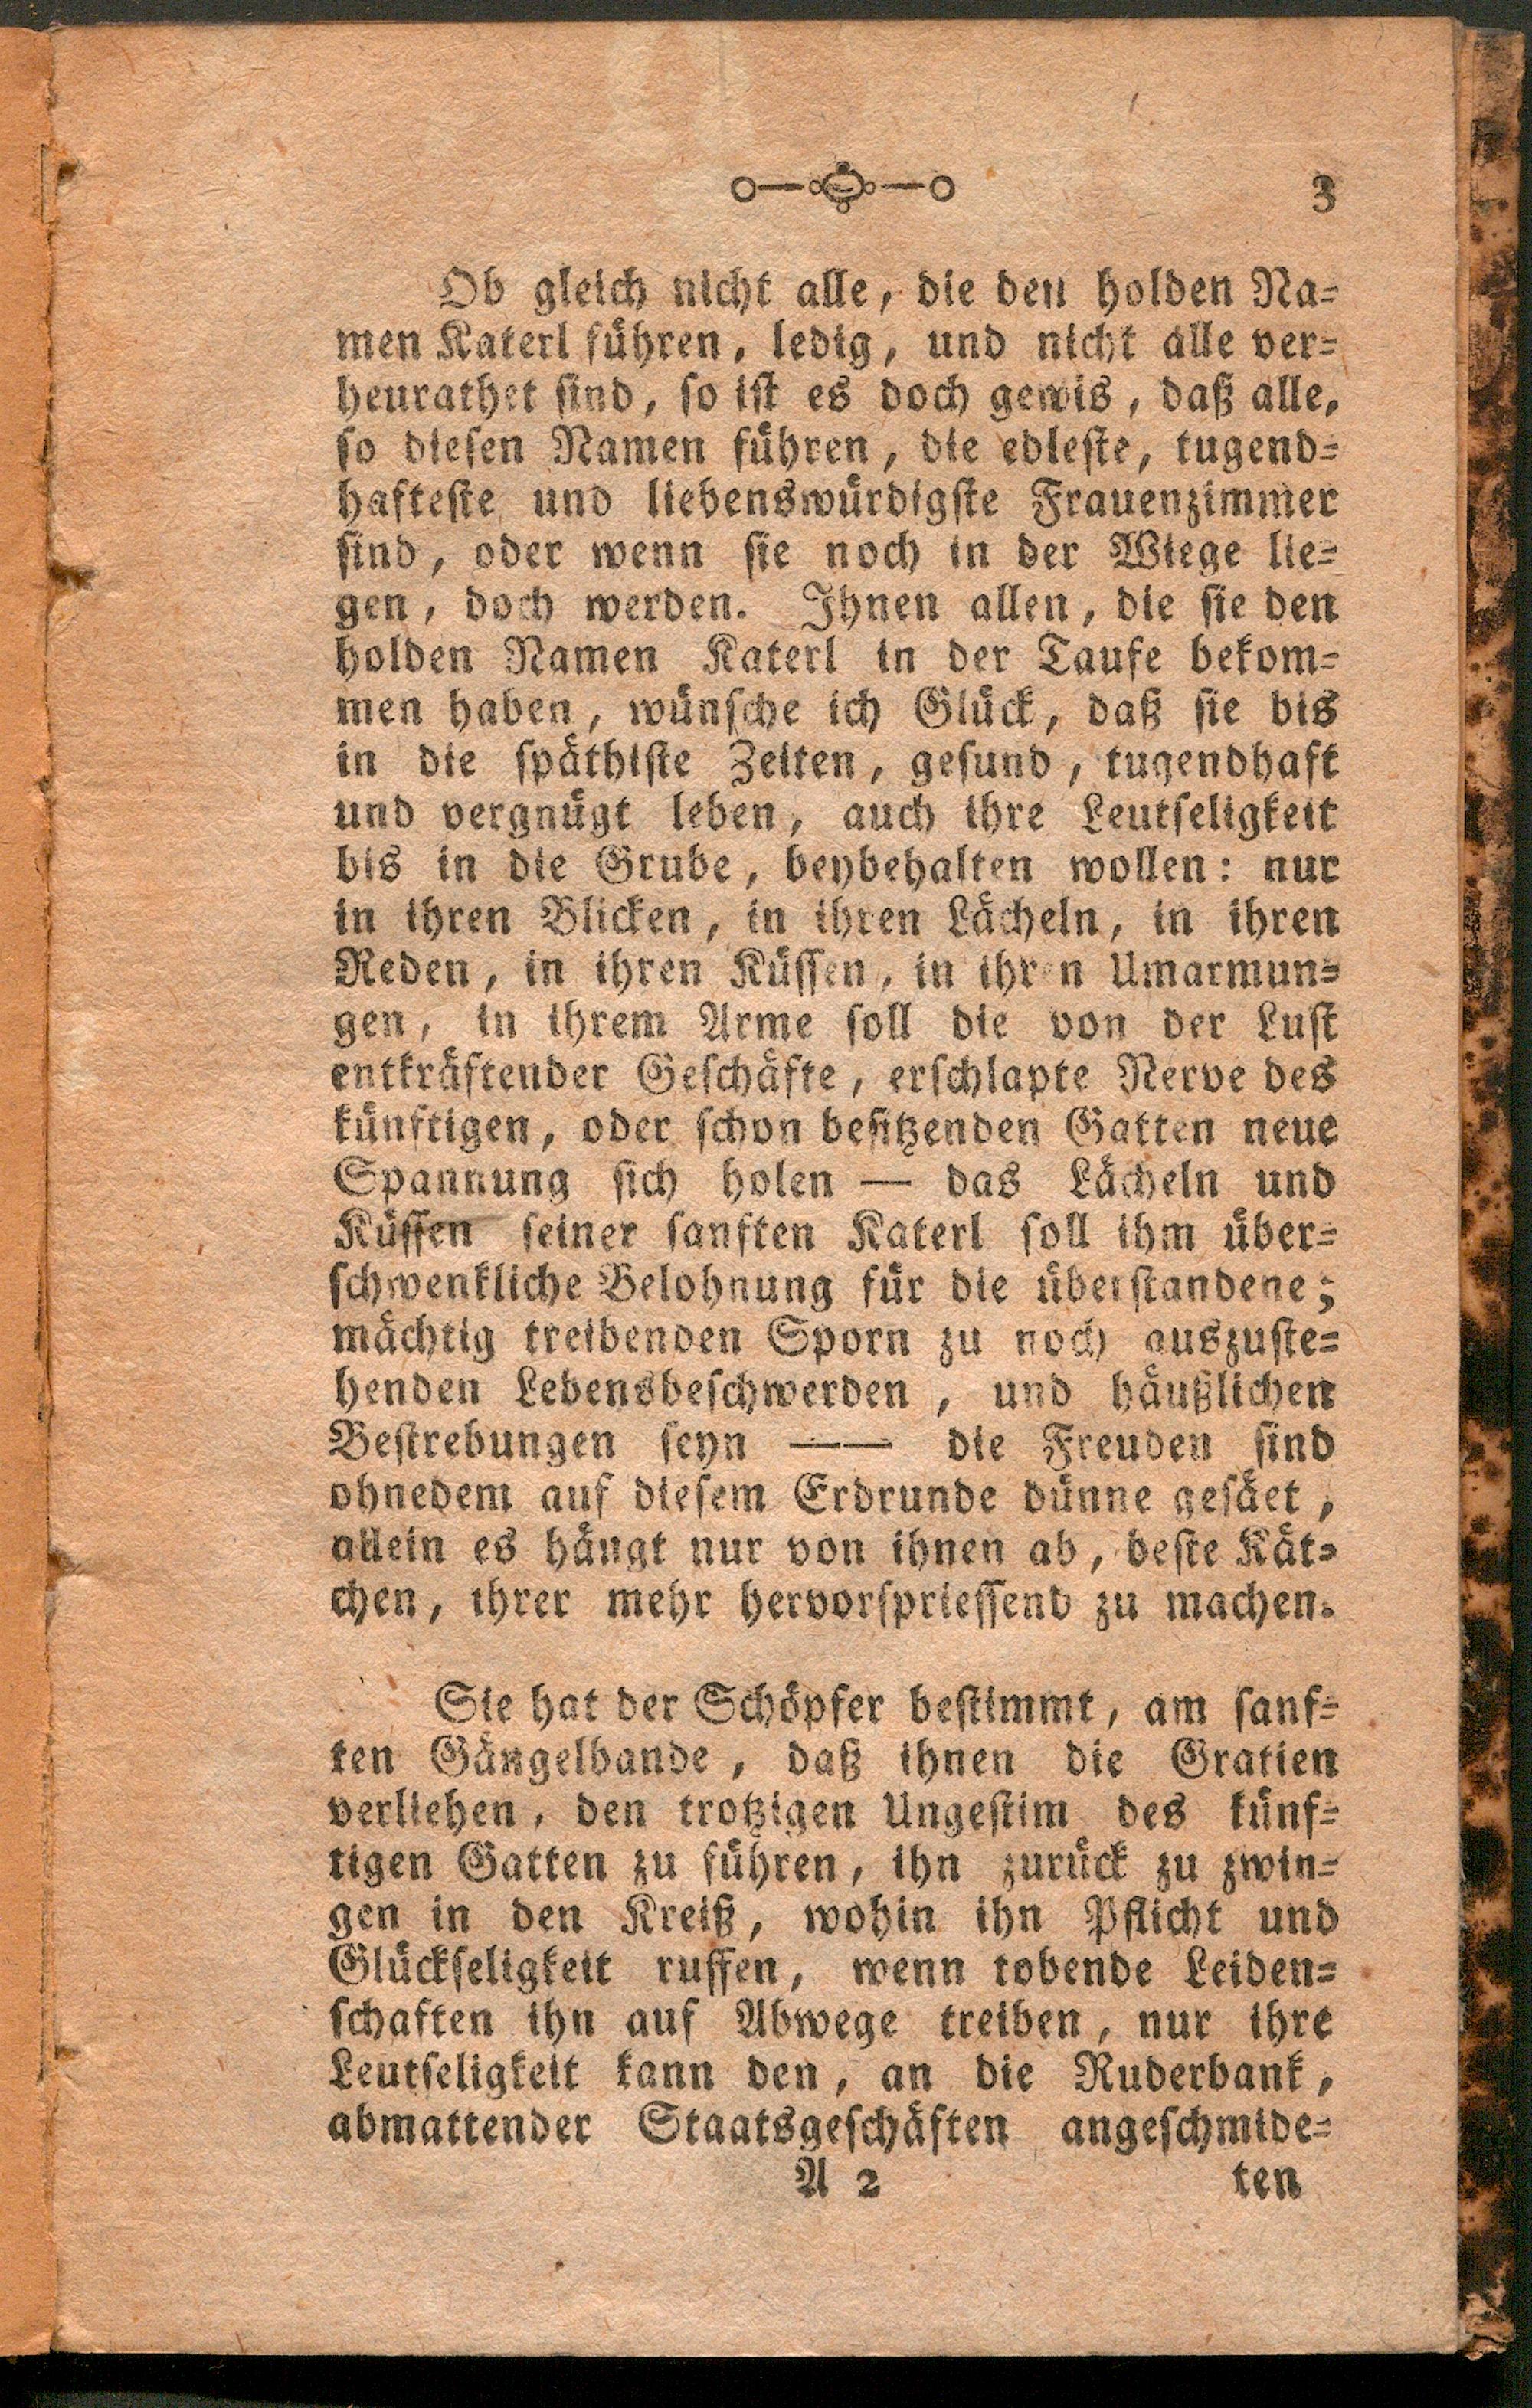 3
Ob gleich nicht alle, die den holden Na=
men Katerl führen, ledig, und nicht alle ver=
heurathet sind, so ist es doch gewis, daß alle,
so diesen Namen führen, die edleste, tugend=
hafteste und liebenswürdigste Frauenzimmer
sind, oder wenn sie noch in der Wiege lie=
gen, doch werden. Ihnen allen, die sie den
holden Namen Katerl in der Taufe bekom=
men haben, wünsche ich Glück, daß sie bis
in die späthiste Zeiten, gesund, tugendhaft
und vergnügt leben, auch ihre Leutseligkeit
bis in die Grube, beybehalten wollen: nur
in ihren Blicken, in ihren Lächeln, in ihren
Reden, in ihren Küssen, in ihren Umarmun=
gen, in ihrem Arme soll die von der Lust
entkräftender Geschäfte, erschlapte Nerve des
künftigen, oder schon besitzenden Gatten neue
Spannung sich holen — das Lächeln und
Küssen seiner sanften Katerl soll ihm über=
schwenkliche Belohnung für die überstandene;
mächtig treibenden Sporn zu noch auszuste=
henden Lebensbeschwerden, und häußlichen
Bestrebungen seyn —— die Freuden sind
ohnedem auf diesem Erdrunde dünne gesäet,
allein es hängt nur von ihnen ab, beste Kät=
chen, ihrer mehr hervorspriessend zu machen.
Sie hat der Schöpfer bestimmt, am sanf=
ten Gängelbande, daß ihnen die Gratien
verliehen, den trotzigen Ungestim des künf=
tigen Gatten zu führen, ihn zurück zu zwin=
gen in den Kreiß, wohin ihn Pflicht und
Glückseligkeit ruffen, wenn tobende Leiden=
schaften ihn auf Abwege treiben, nur ihre
Leutseligkeit kann den, an die Ruderbank,
abmattender Staatsgeschäften angeschmide=
A 2 ten